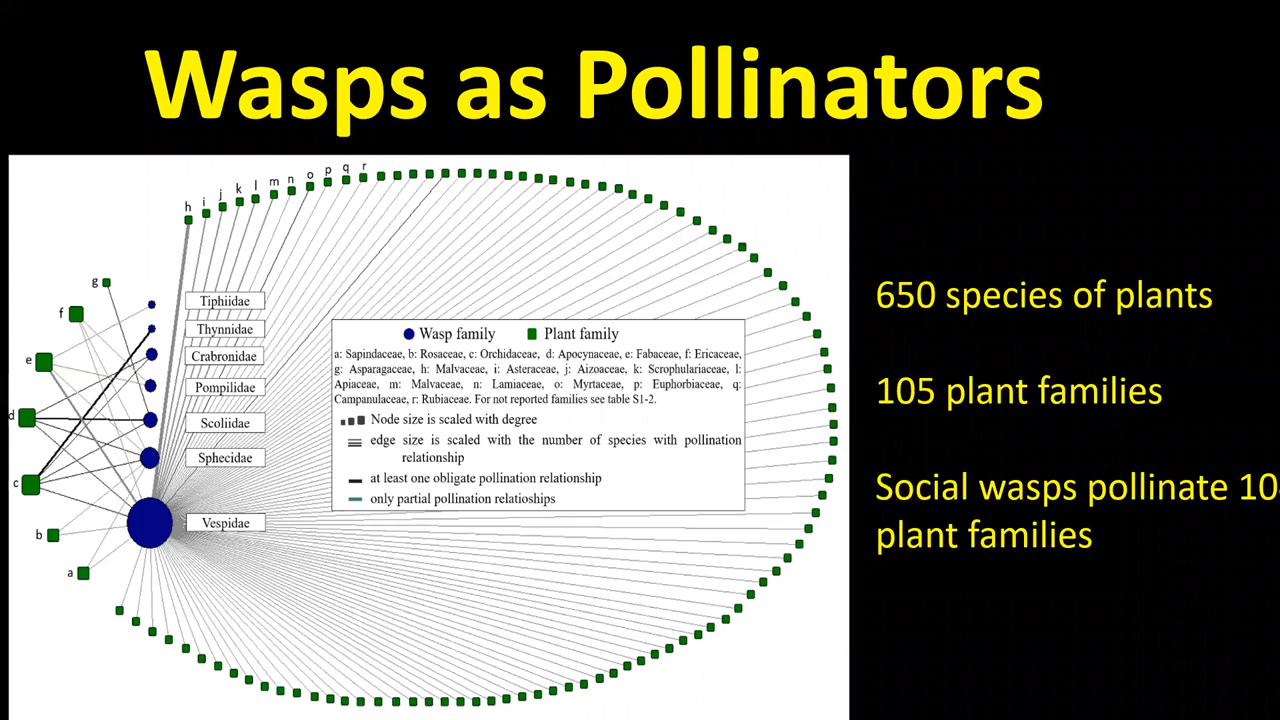 Wasps as Pollinators
h i j k l m n o p q r
g
f
e
d
c
b
a
Tiphiidae
Thynnidae
Crabronidae
Pompilidae
Scoliidae
Sphecidae
Vespidae
Wasp family Plant family
a: Sapindaceae, b: Rosaceae, c: Orchidaceae, d: Apocynaceae, e: Fabaceae, f: Ericaceae,
g: Asparagaceae, h: Malvaceae, i: Asteraceae, j: Aizoaceae, k: Scrophulariaceae, l:
Apiaceae, m: Malvaceae, n: Lamiaceae, o: Myrtaceae, p: Euphorbiaceae, q:
Campanulaceae, r: Rubiaceae. For not reported families see table S1-2.
Node size is scaled with degree
edge size is scaled with the number of species with pollination
relationship
at least one obligate pollination relationship
only partial pollination relatioships
650 species of plants
105 plant families
Social wasps pollinate 10
plant families